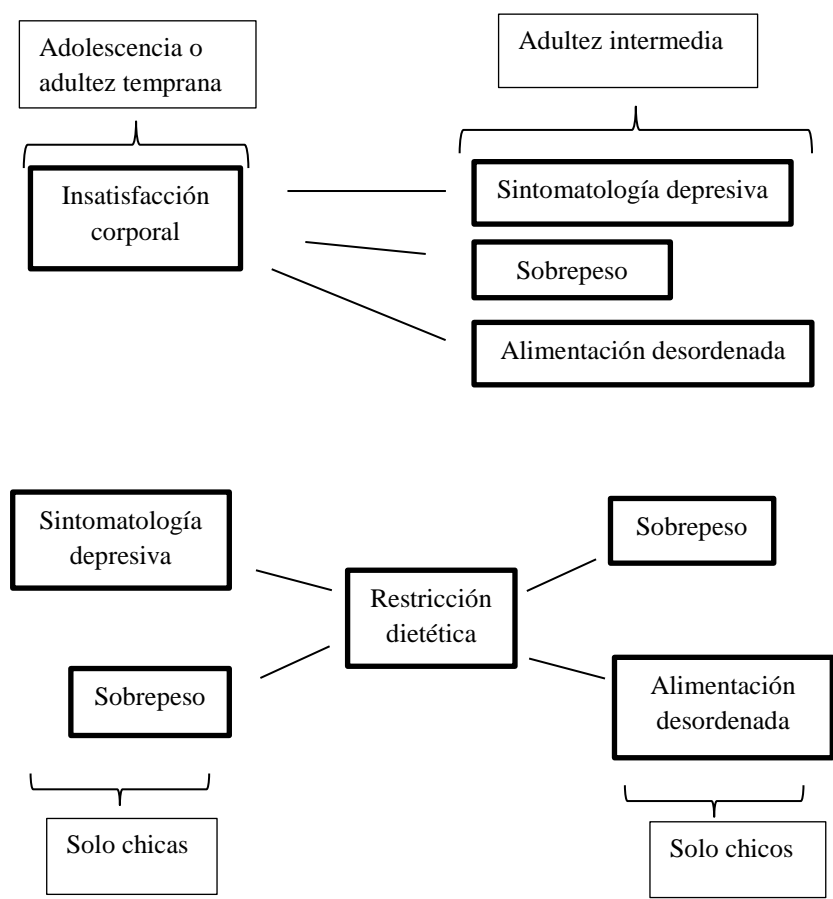 Adolescencia o
adultez temprana
Adultez intermedia
Insatisfacción
corporal
Sintomatología depresiva
Sobrepeso
Alimentación desordenada
Sintomatología
depresiva
Sobrepeso
Restricción
dietética
Sobrepeso
Alimentación
desordenada
Solo chicas
Solo chicos